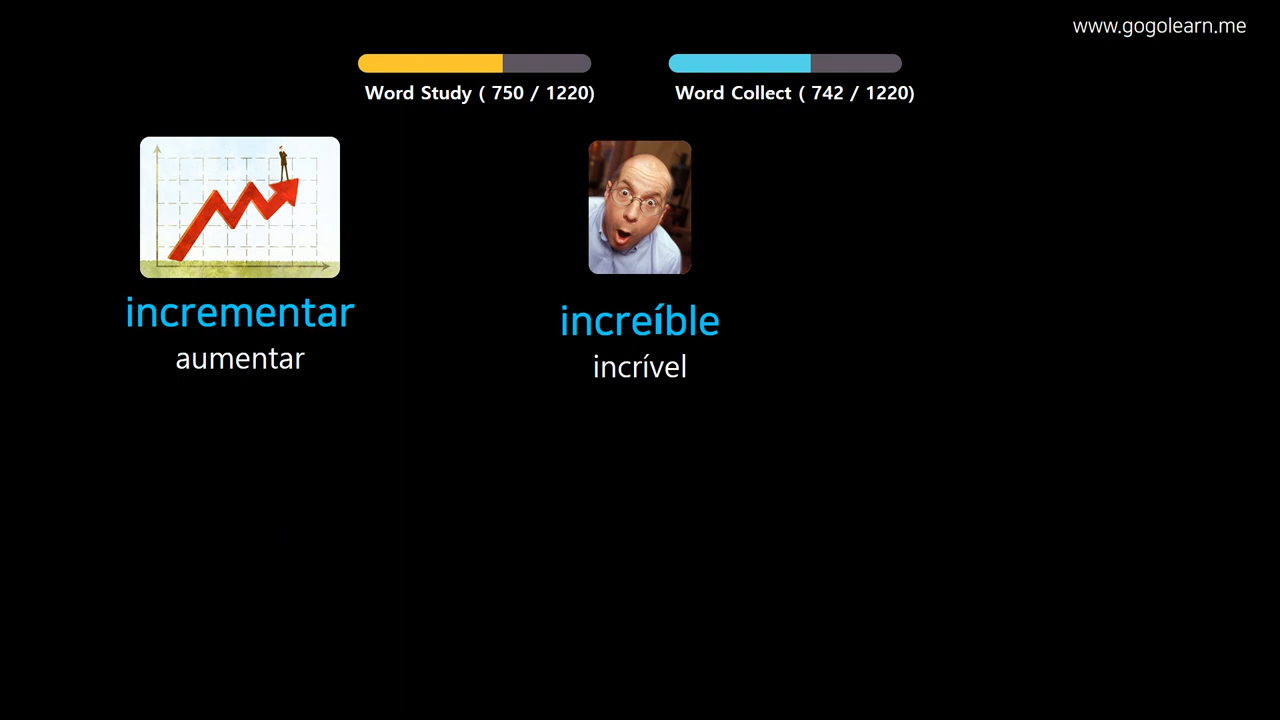 www.gogolearn.me
Word Study ( 750 / 1220)
Word Collect ( 742 / 1220)
incrementar
aumentar
increíble
incrível